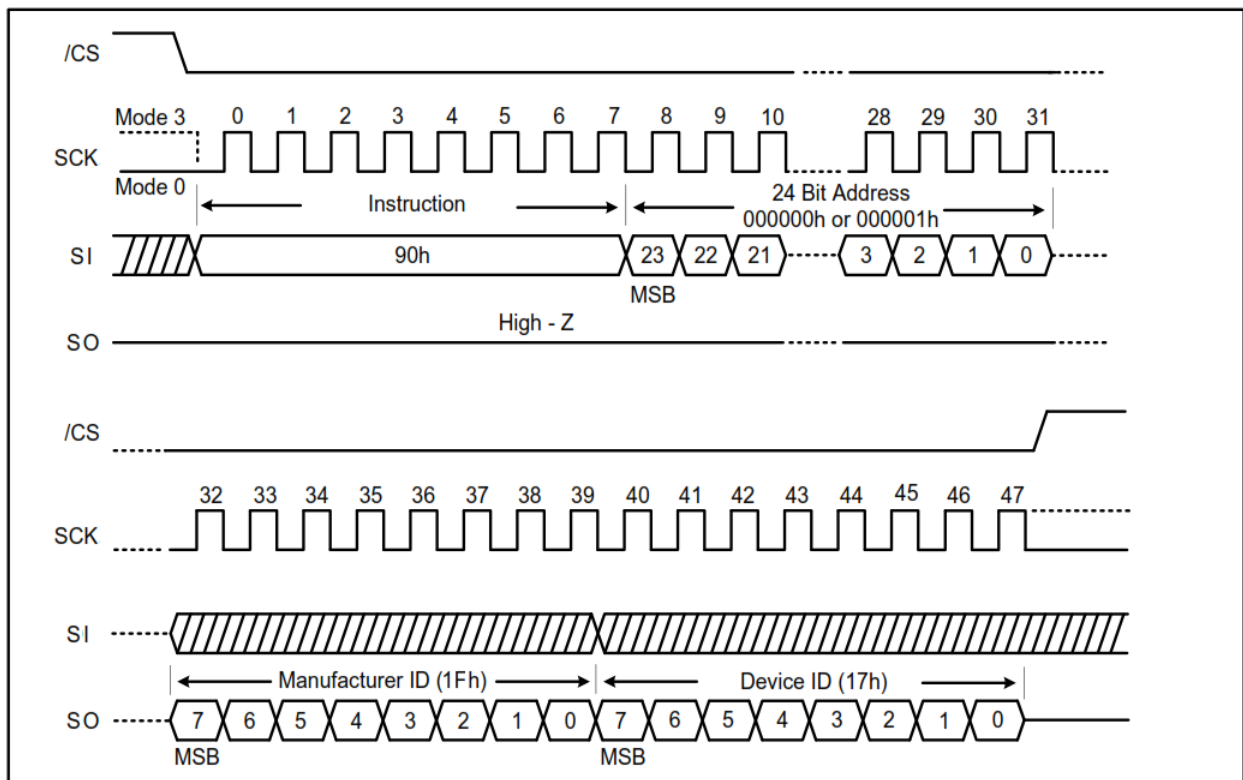 /CS
Mode 3 0 1 2 3 4 5 6 7 8 9 10 28 29 30 31
SCK
Mode 0
Instruction
24 Bit Address
000000h or 000001h
SI 90h 23 22 21 3 2 1 0
MSB
High - Z
SO
/CS
32 33 34 35 36 37 38 39 40 41 42 43 44 45 46 47
SCK
SI
Manufacturer ID (1Fh) Device ID (17h)
SO 7 6 5 4 3 2 1 0 7 6 5 4 3 2 1 0
MSB MSB